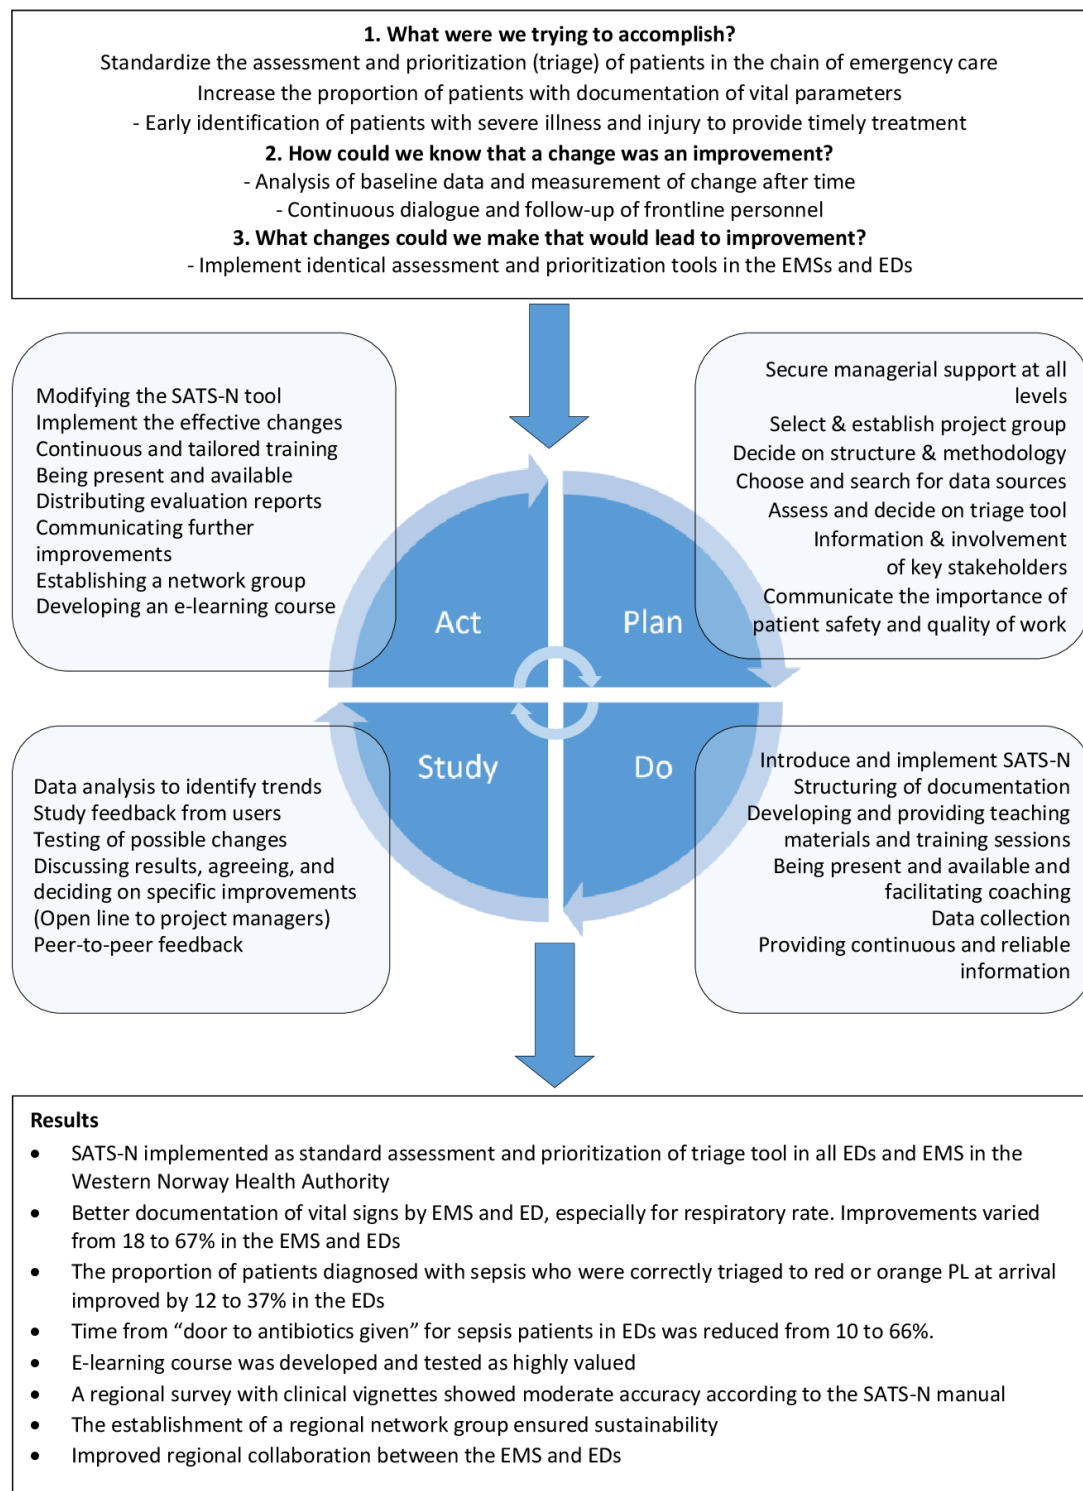 1. What were we trying to accomplish?
Standardize the assessment and prioritization (triage) of patients in the chain of emergency care
Increase the proportion of patients with documentation of vital parameters
- Early identification of patients with severe illness and injury to provide timely treatment
2. How could we know that a change was an improvement?
- Analysis of baseline data and measurement of change after time
- Continuous dialogue and follow-up of frontline personnel
3. What changes could we make that would lead to improvement?
- Implement identical assessment and prioritization tools in the EMSs and EDs
Modifying the SATS-N tool
Implement the effective changes
Continuous and tailored training
Being present and available
Distributing evaluation reports
Communicating further
improvements
Establishing a network group
Developing an e-learning course
Secure managerial support at all
levels
Select & establish project group
Decide on structure & methodology
Choose and search for data sources
Assess and decide on triage tool
Information & involvement
of key stakeholders
Communicate the importance of
patient safety and quality of work
Act
Plan
Study
Do
Data analysis to identify trends
Study feedback from users
Testing of possible changes
Discussing results, agreeing, and
deciding on specific improvements
(Open line to project managers)
Peer-to-peer feedback
Introduce and implement SATS-N
Structuring of documentation
Developing and providing teaching
materials and training sessions
Being present and available and
facilitating coaching
Data collection
Providing continuous and reliable
information
Results
• SATS-N implemented as standard assessment and prioritization of triage tool in all EDs and EMS in the
Western Norway Health Authority
• Better documentation of vital signs by EMS and ED, especially for respiratory rate. Improvements varied
from 18 to 67% in the EMS and EDs
• The proportion of patients diagnosed with sepsis who were correctly triaged to red or orange PL at arrival
improved by 12 to 37% in the EDs
• Time from “door to antibiotics given” for sepsis patients in EDs was reduced from 10 to 66%.
• E-learning course was developed and tested as highly valued
• A regional survey with clinical vignettes showed moderate accuracy according to the SATS-N manual
• The establishment of a regional network group ensured sustainability
• Improved regional collaboration between the EMS and EDs